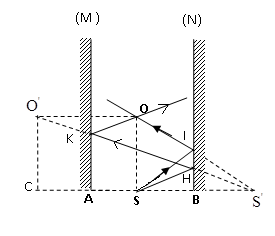 (M) (N)
O' O
K I
H
C A S B S'